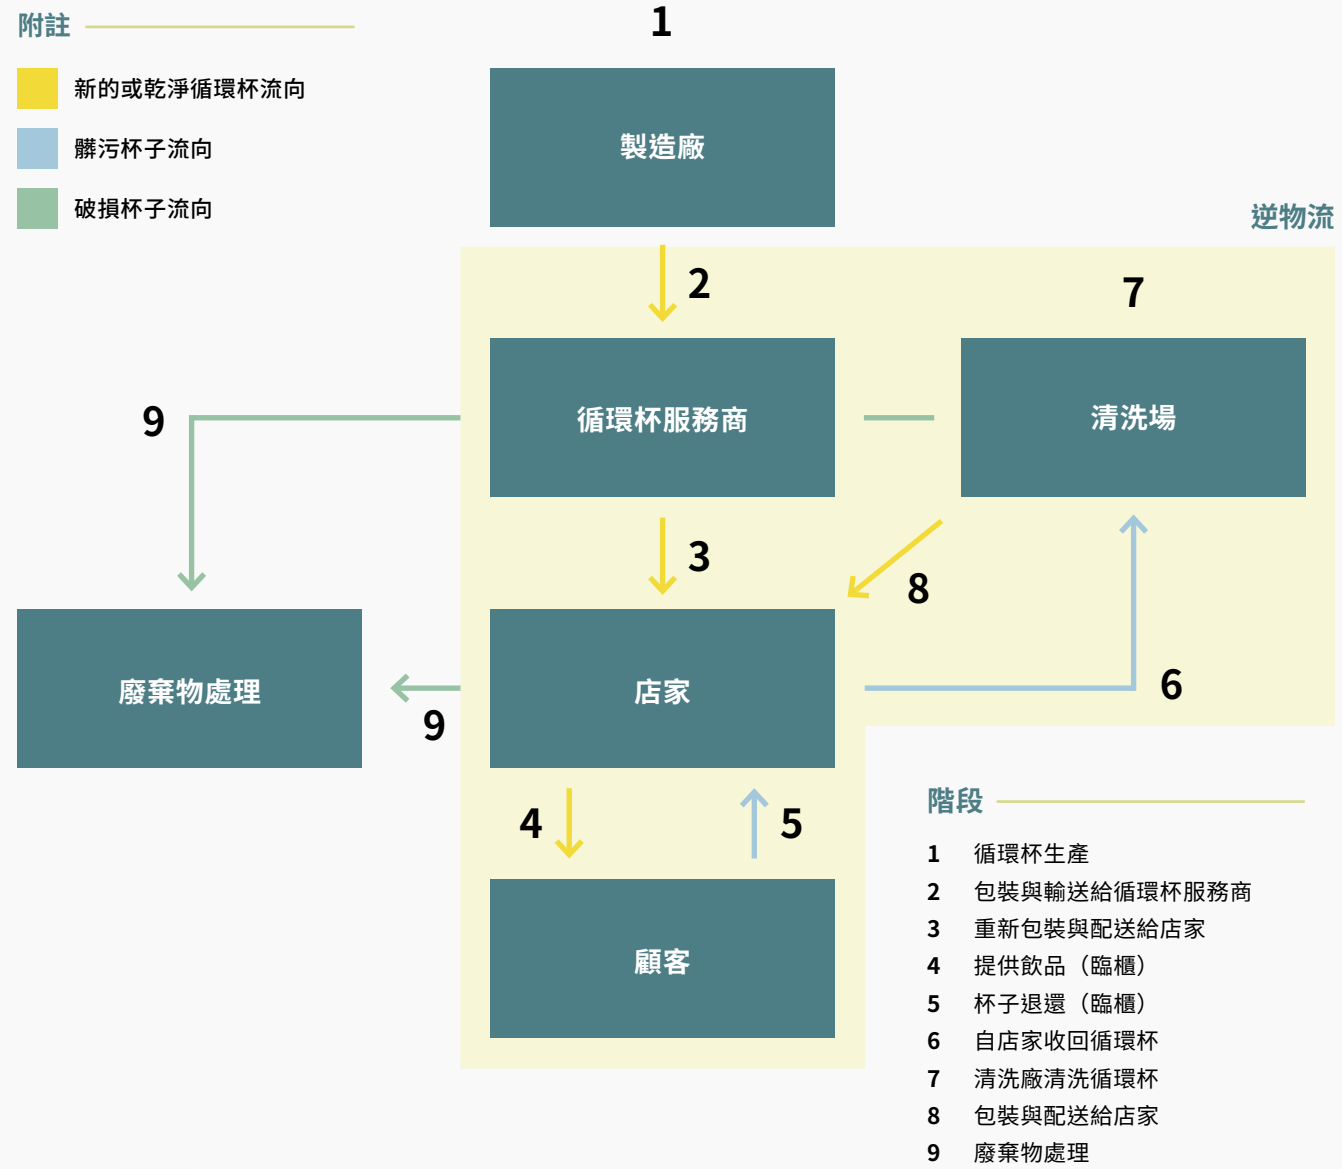 附註
新的或乾淨循環杯流向
髒污杯子流向
破損杯子流向
1
製造廠
逆物流
2
7
循環杯服務商
清洗場
9
3
8
廢棄物處理
店家
6
9
4
5
顧客
階段
1 循環杯生產
2 包裝與輸送給循環杯服務商
3 重新包裝與配送給店家
4 提供飲品（臨櫃）
5 杯子退還（臨櫃）
6 自店家收回循環杯
7 清洗廠清洗循環杯
8 包裝與配送給店家
9 廢棄物處理